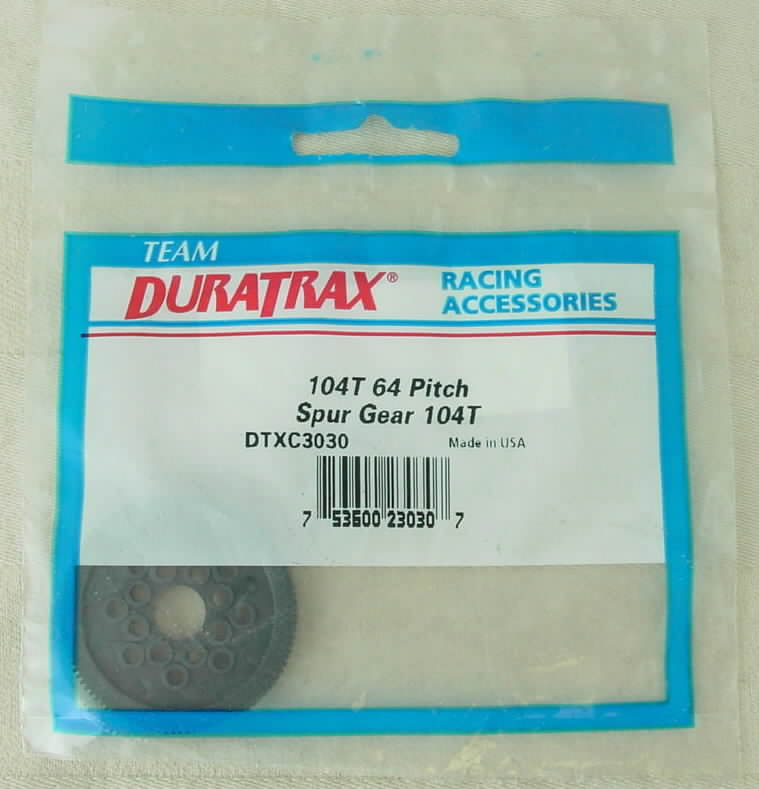 TEAM
DURATRAX®
RACING
ACCESSORIES
104T 64 Pitch
Spur Gear 104T
DTXC3030 Made in USA
7 53600 23030 7